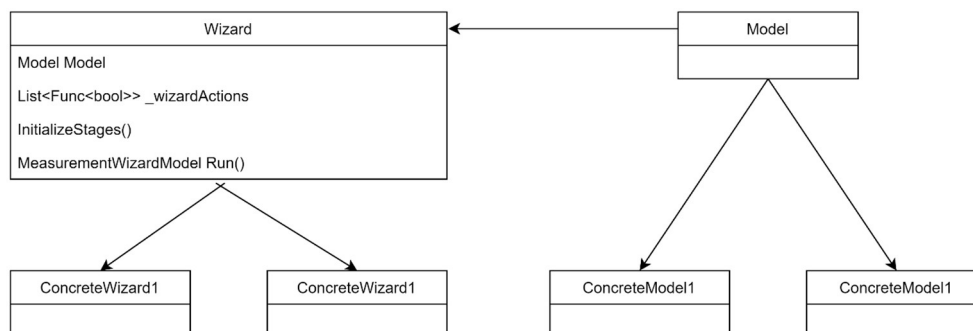 Wizard
Model Model
List<Func<bool>> _wizardActions
InitializeStages()
MeasurementWizardModel Run()
Model
ConcreteWizard1
ConcreteWizard1
ConcreteModel1
ConcreteModel1